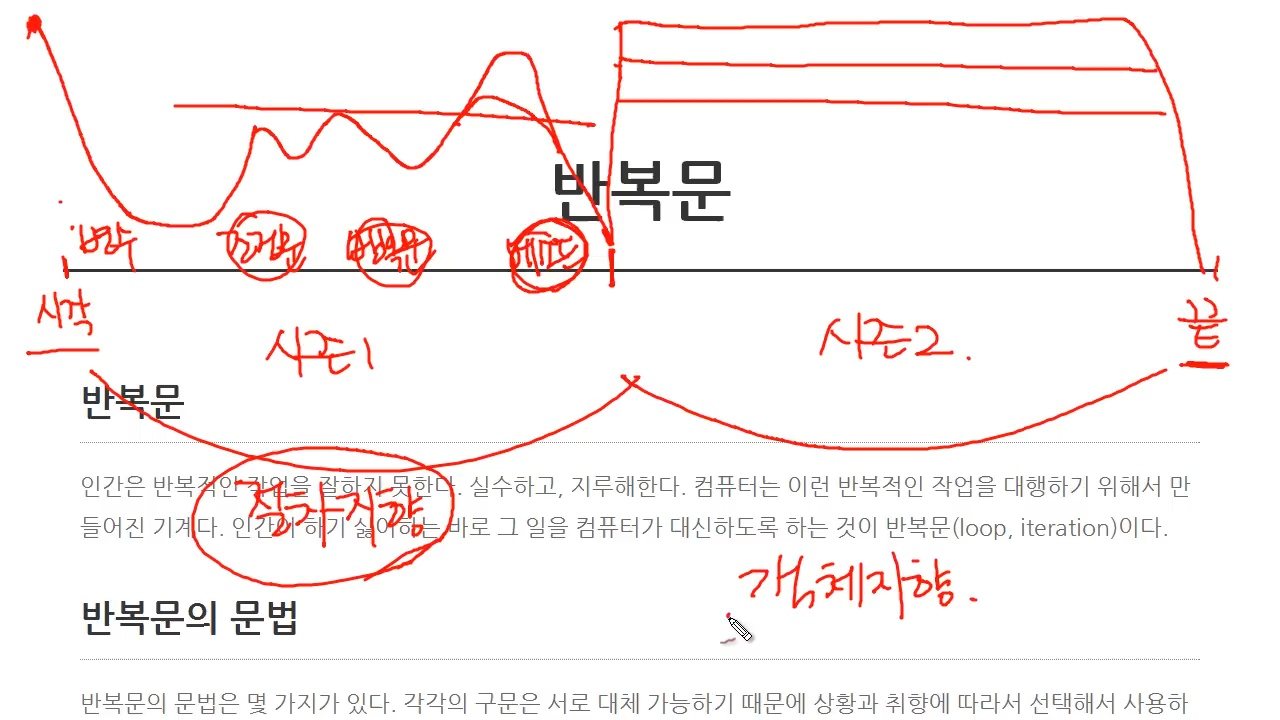 반복문
변수 조건문 반복문 메소드
시작
시즌1
시즌2.
끝
반복문
인간은 반복적인 작업을 잘하지 못한다. 실수하고, 지루해한다. 컴퓨터는 이런 반복적인 작업을 대행하기 위해서 만
들어진 기계다. 인간이 하기 싫어하는 바로 그 일을 컴퓨터가 대신하도록 하는 것이 반복문(loop, iteration)이다.
절차지향
객체지향.
반복문의 문법
반복문의 문법은 몇 가지가 있다. 각각의 구문은 서로 대체 가능하기 때문에 상황과 취향에 따라서 선택해서 사용하